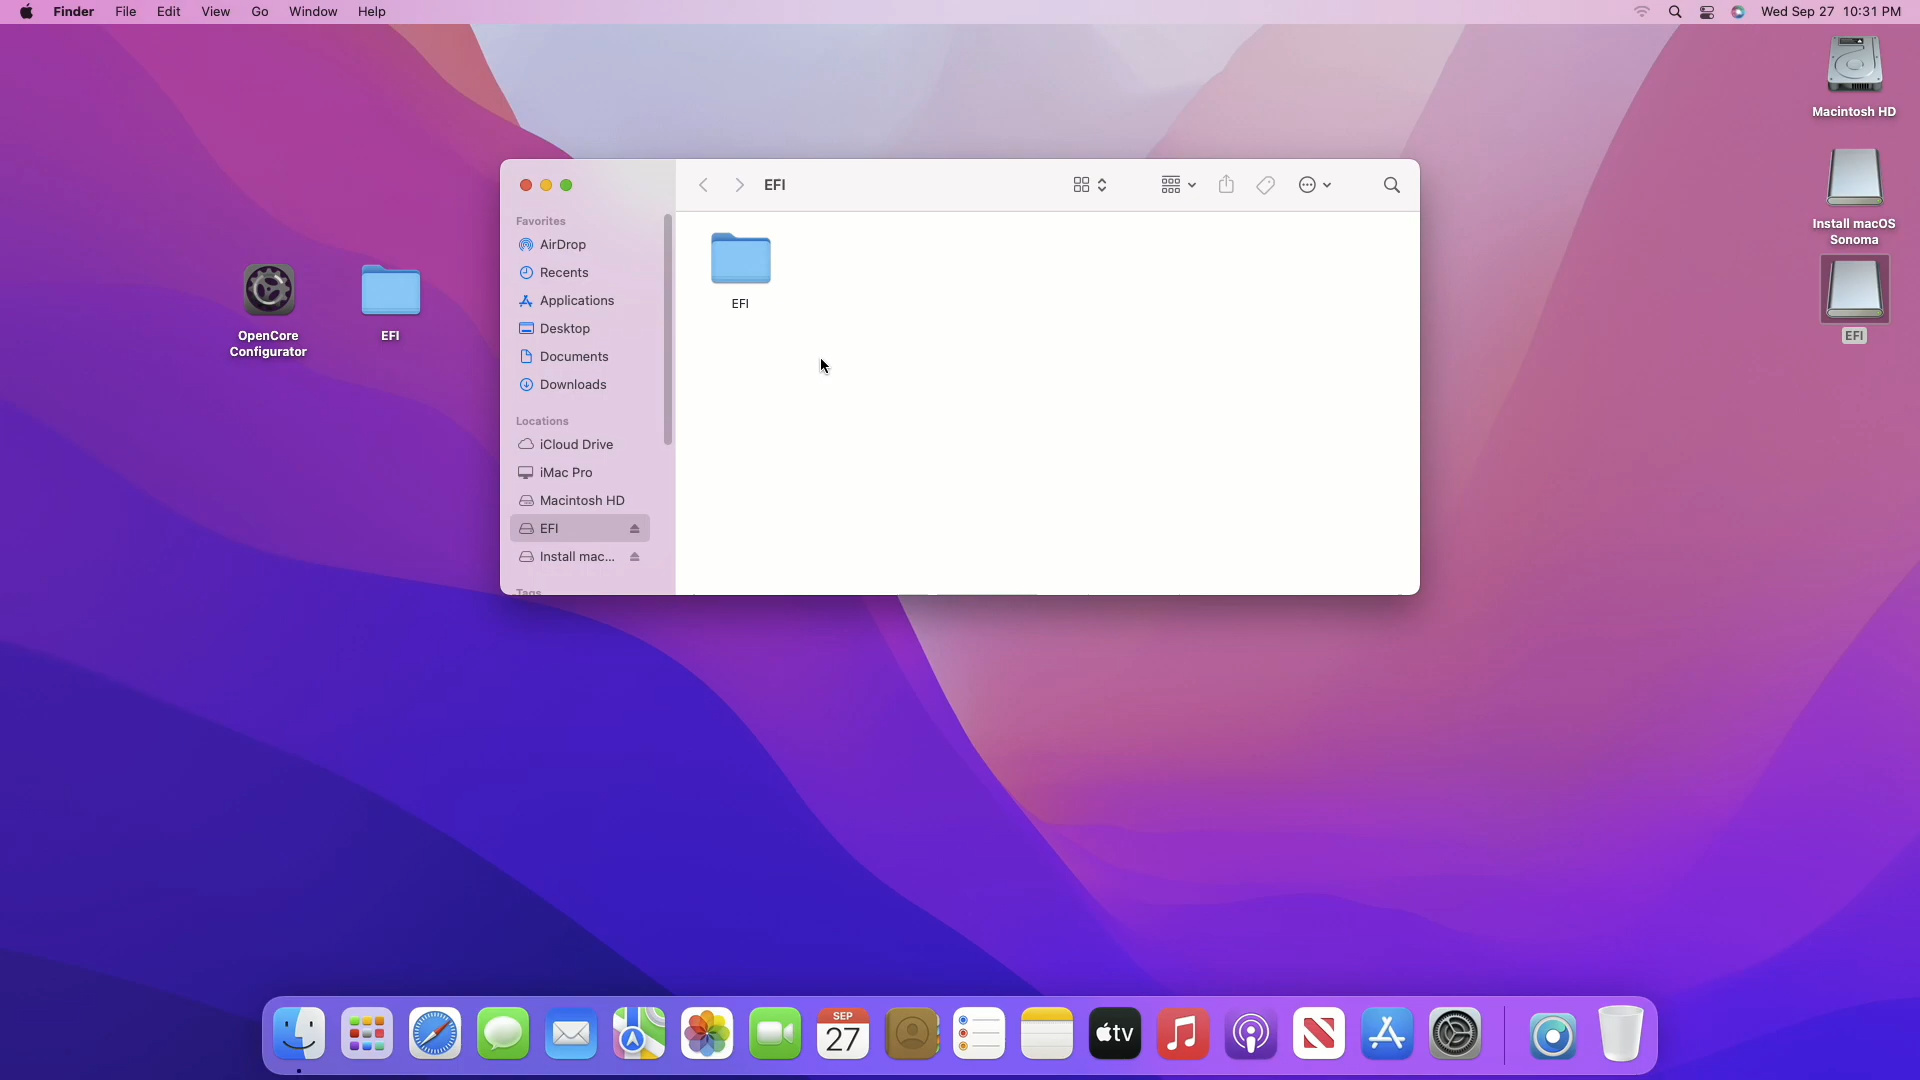 Finder File Edit View Go Window Help
Wed Sep 27 10:31 PM
Macintosh HD
Install macOS
Sonoma
EFI
OpenCore
Configurator
EFI
EFI
Favorites
AirDrop
Recents
Applications
Desktop
Documents
Downloads
Locations
iCloud Drive
iMac Pro
Macintosh HD
EFI
Install mac...
Tags
EFI
SEP
27
tv